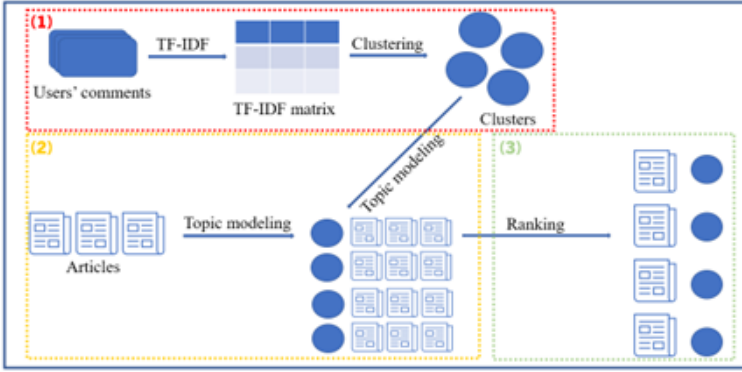 (1)
TF-IDF
Clustering
Users' comments
TF-IDF matrix
Clusters
(2)
(3)
Topic modeling
Topic modeling
Ranking
Articles